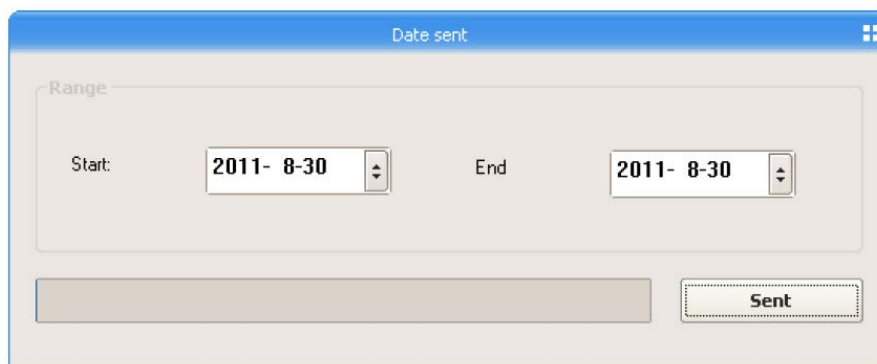 Date sent
Range
Start: 2011- 8-30 End 2011- 8-30
Sent